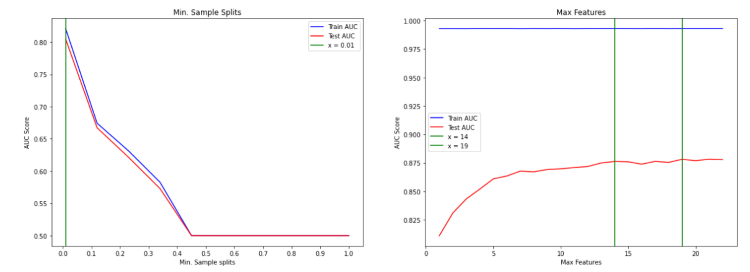 Min. Sample Splits
Train AUC
Test AUC
x = 0.01
AUC Score
0.80
0.75
0.70
0.65
0.60
0.55
0.50
0.0 0.1 0.2 0.3 0.4 0.5 0.6 0.7 0.8 0.9 1.0
Min. Sample splits
Max Features
1.000
0.975
0.950
0.925
0.900
0.875
0.850
0.825
AUC Score
Train AUC
Test AUC
x = 14
x = 19
0 5 10 15 20
Max Features